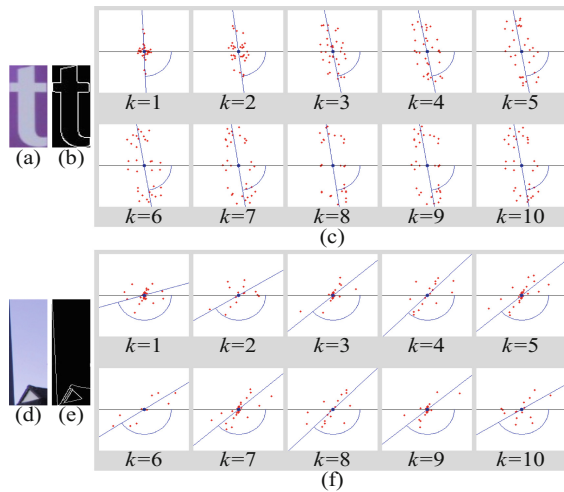 t t
k=1 k=2 k=3 k=4 k=5
k=6 k=7 k=8 k=9 k=10
(a) (b) (c)
k=1 k=2 k=3 k=4 k=5
k=6 k=7 k=8 k=9 k=10
(d) (e) (f)